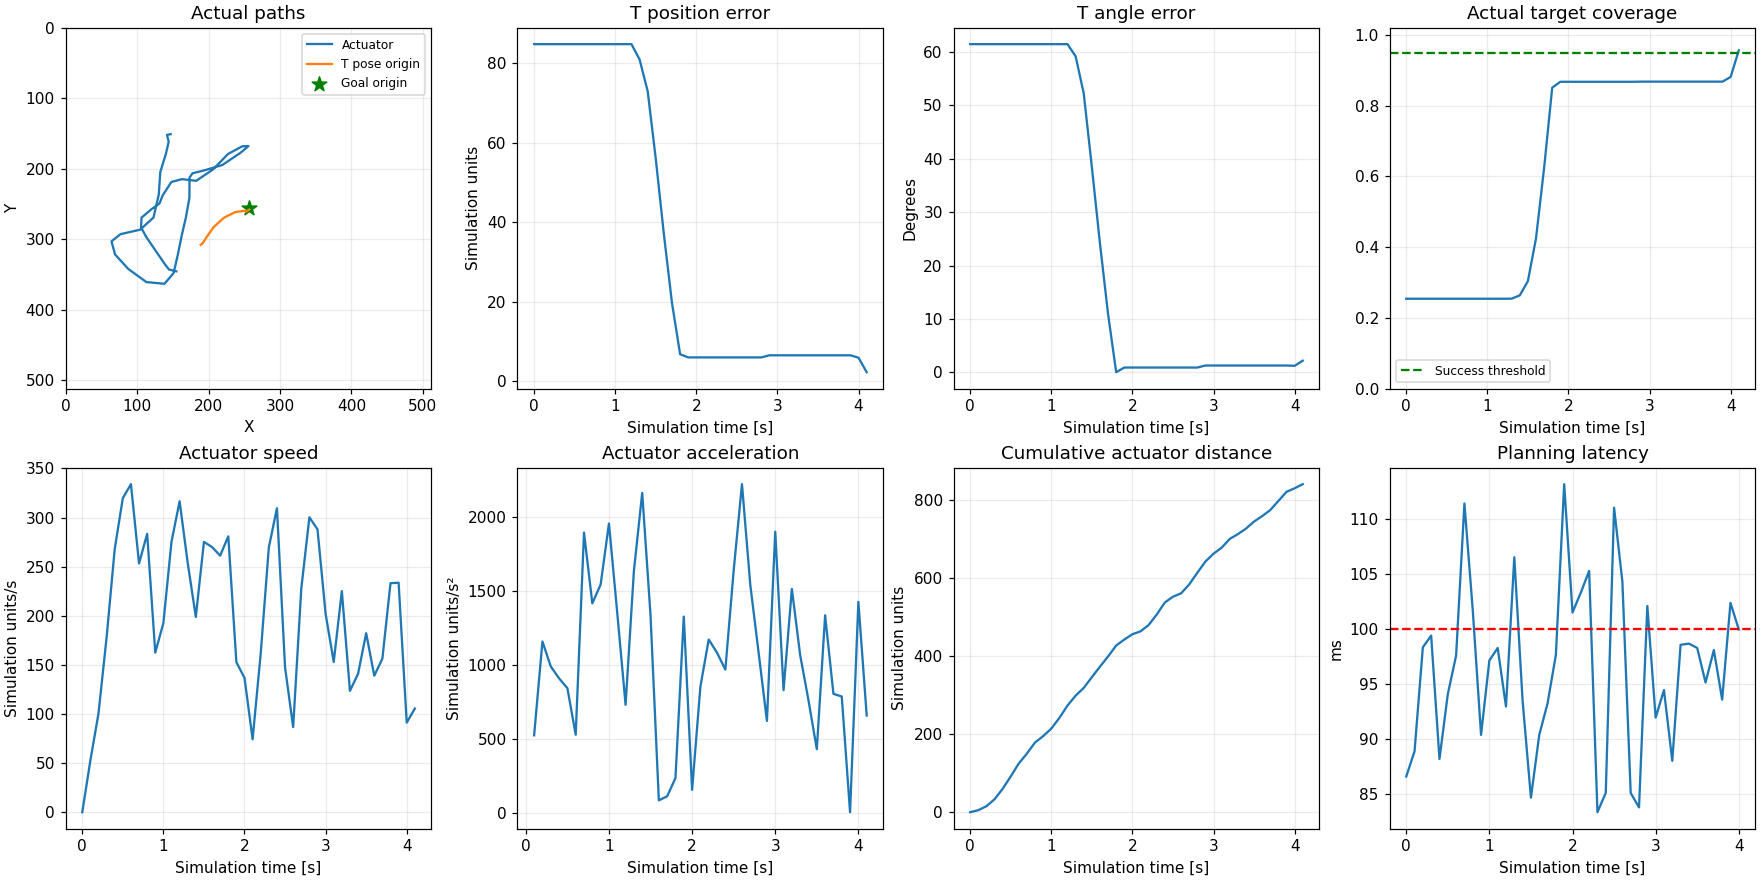 Actual paths
0
100
200
300
400
500
Y
0 100 200 300 400 500
X
Actuator
T pose origin
Goal origin
T position error
80
60
40
20
0
Simulation units
0 1 2 3 4
Simulation time [s]
T angle error
60
50
40
30
20
10
0
Degrees
0 1 2 3 4
Simulation time [s]
Actual target coverage
1.0
0.8
0.6
0.4
0.2
0.0
0 1 2 3 4
Simulation time [s]
Success threshold
Actuator speed
350
300
250
200
150
100
50
0
Simulation units/s
0 1 2 3 4
Simulation time [s]
Actuator acceleration
2000
1500
1000
500
0
Simulation units/s²
0 1 2 3 4
Simulation time [s]
Cumulative actuator distance
800
600
400
200
0
Simulation units
0 1 2 3 4
Simulation time [s]
Planning latency
110
105
100
95
90
85
ms
0 1 2 3 4
Simulation time [s]